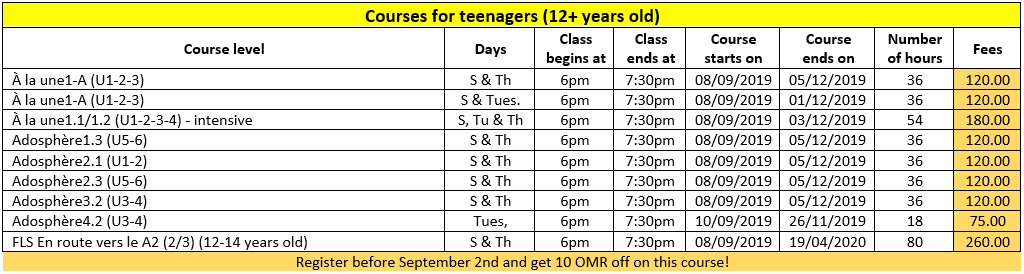 Courses for teenagers (12+ years old)
Course level Days Class begins at Class ends at Course starts on Course ends on Number of hours Fees
À la une1-A (U1-2-3) S & Th 6pm 7:30pm 08/09/2019 05/12/2019 36 120.00
À la une1-A (U1-2-3) S & Tues. 6pm 7:30pm 08/09/2019 01/12/2019 36 120.00
À la une1.1/1.2 (U1-2-3-4) - intensive S, Tu & Th 6pm 7:30pm 08/09/2019 03/12/2019 54 180.00
Adosphère1.3 (U5-6) S & Th 6pm 7:30pm 08/09/2019 05/12/2019 36 120.00
Adosphère2.1 (U1-2) S & Th 6pm 7:30pm 08/09/2019 05/12/2019 36 120.00
Adosphère2.3 (U5-6) S & Th 6pm 7:30pm 08/09/2019 05/12/2019 36 120.00
Adosphère3.2 (U3-4) S & Th 6pm 7:30pm 08/09/2019 05/12/2019 36 120.00
Adosphère4.2 (U3-4) Tues, 6pm 7:30pm 10/09/2019 26/11/2019 18 75.00
FLS En route vers le A2 (2/3) (12-14 years old) S & Th 6pm 7:30pm 08/09/2019 19/04/2020 80 260.00
Register before September 2nd and get 10 OMR off on this course!